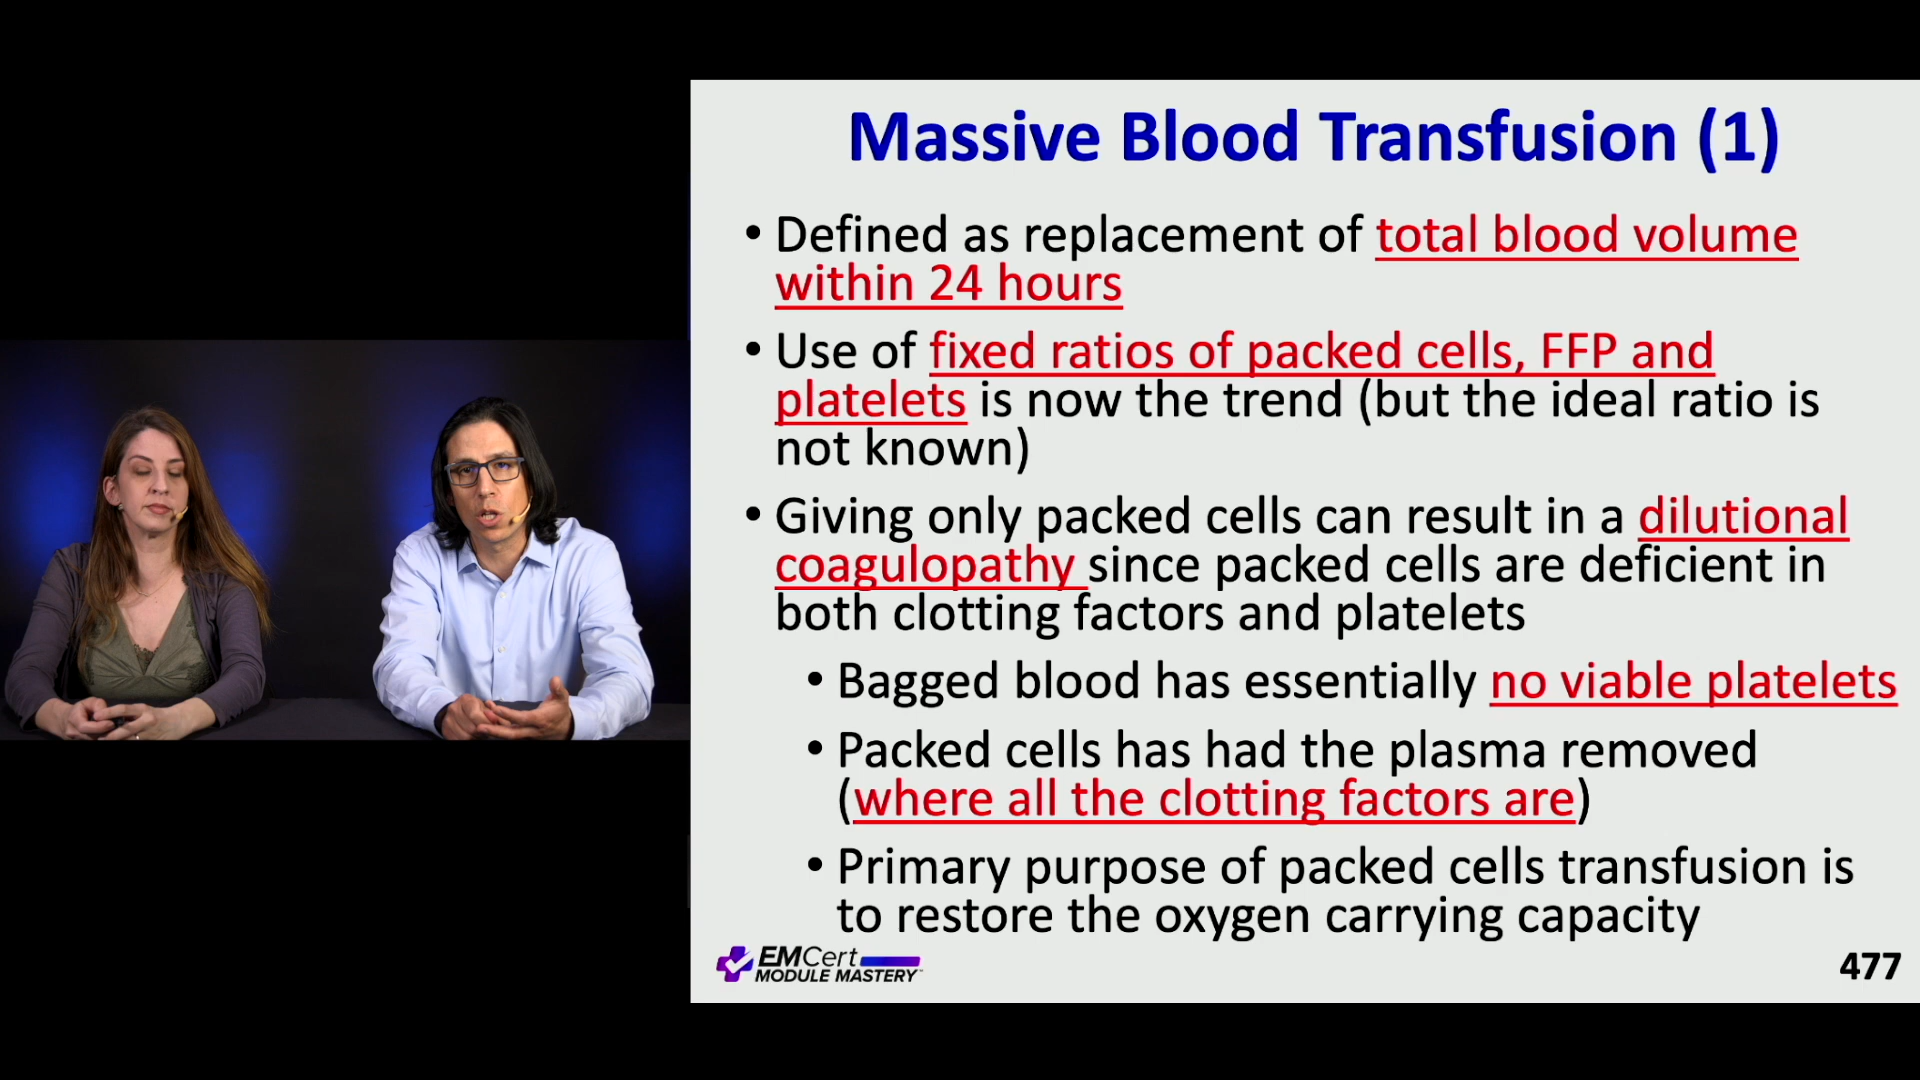 Massive Blood Transfusion (1)
• Defined as replacement of total blood volume
within 24 hours
• Use of fixed ratios of packed cells, FFP and
platelets is now the trend (but the ideal ratio is
not known)
• Giving only packed cells can result in a dilutional
coagulopathy since packed cells are deficient in
both clotting factors and platelets
• Bagged blood has essentially no viable platelets
• Packed cells has had the plasma removed
(where all the clotting factors are)
• Primary purpose of packed cells transfusion is
to restore the oxygen carrying capacity
EMCert
MODULE MASTERY™
477